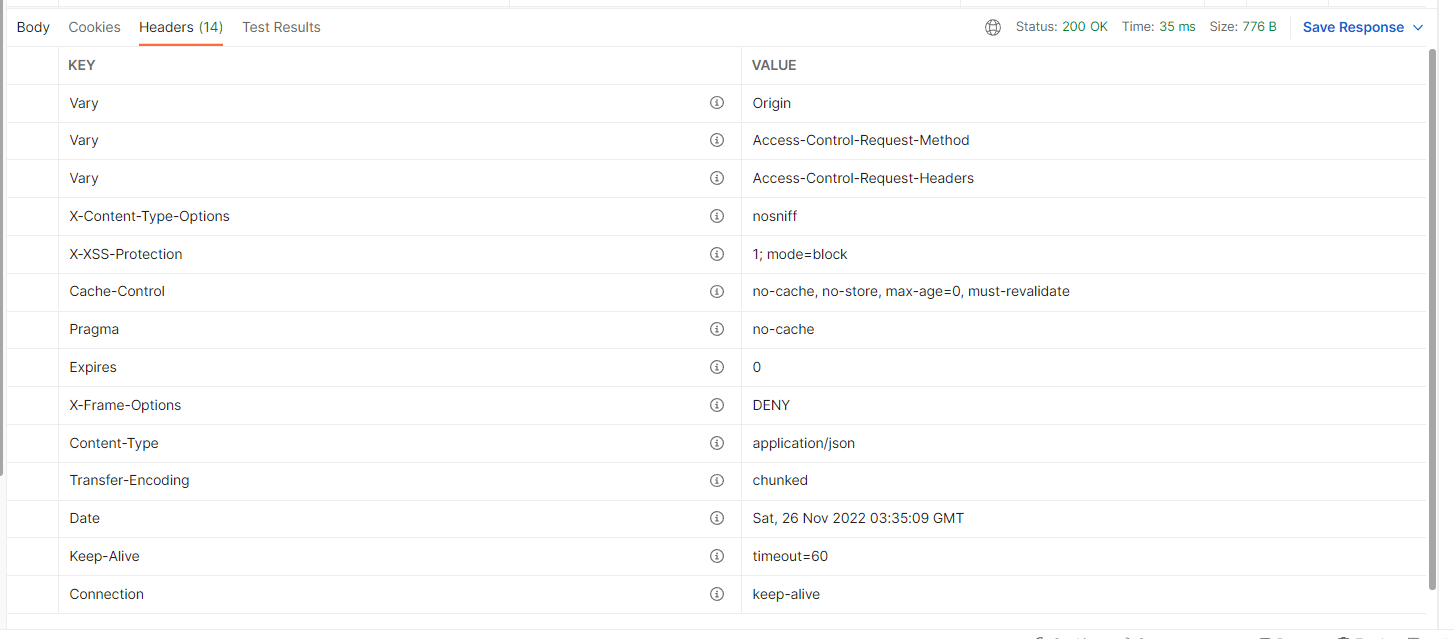 Body Cookies Headers (14) Test Results Status: 200 OK Time: 35 ms Size: 776 B Save Response
KEY VALUE
Vary Origin
Vary Access-Control-Request-Method
Vary Access-Control-Request-Headers
X-Content-Type-Options nosniff
X-XSS-Protection 1; mode=block
Cache-Control no-cache, no-store, max-age=0, must-revalidate
Pragma no-cache
Expires 0
X-Frame-Options DENY
Content-Type application/json
Transfer-Encoding chunked
Date Sat, 26 Nov 2022 03:35:09 GMT
Keep-Alive timeout=60
Connection keep-alive